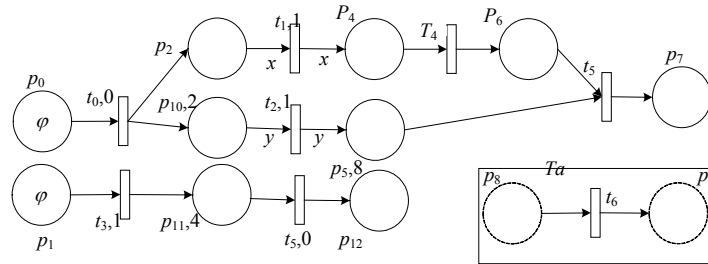 t₁,1
P₄
P₆
p₂
T₄
x
x
t₅
p₇
p₀
t₀,0
p₁₀,2
t₂,1
φ
y
y
p₅,8
Ta
p₈
p
φ
t₆
t₃,1
p₁₁,4
t₅,0
p₁₂
p₁